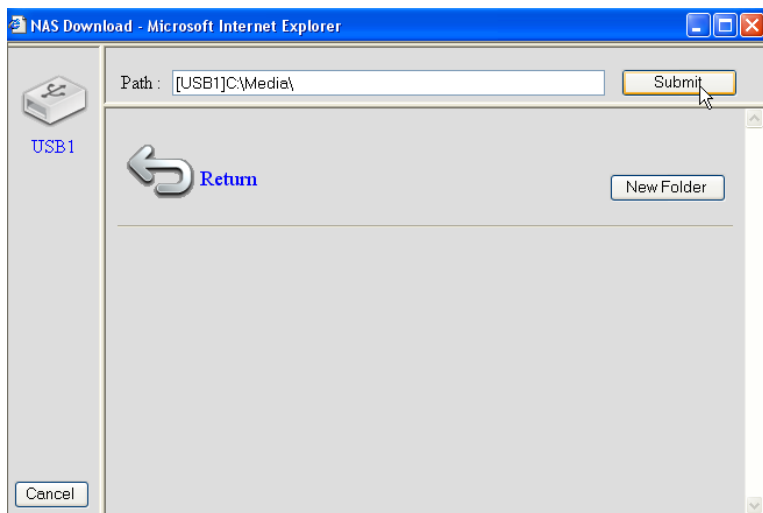 NAS Download - Microsoft Internet Explorer
Path : [USB1]C:\Media\ Submit
USB1
Return
New Folder
Cancel